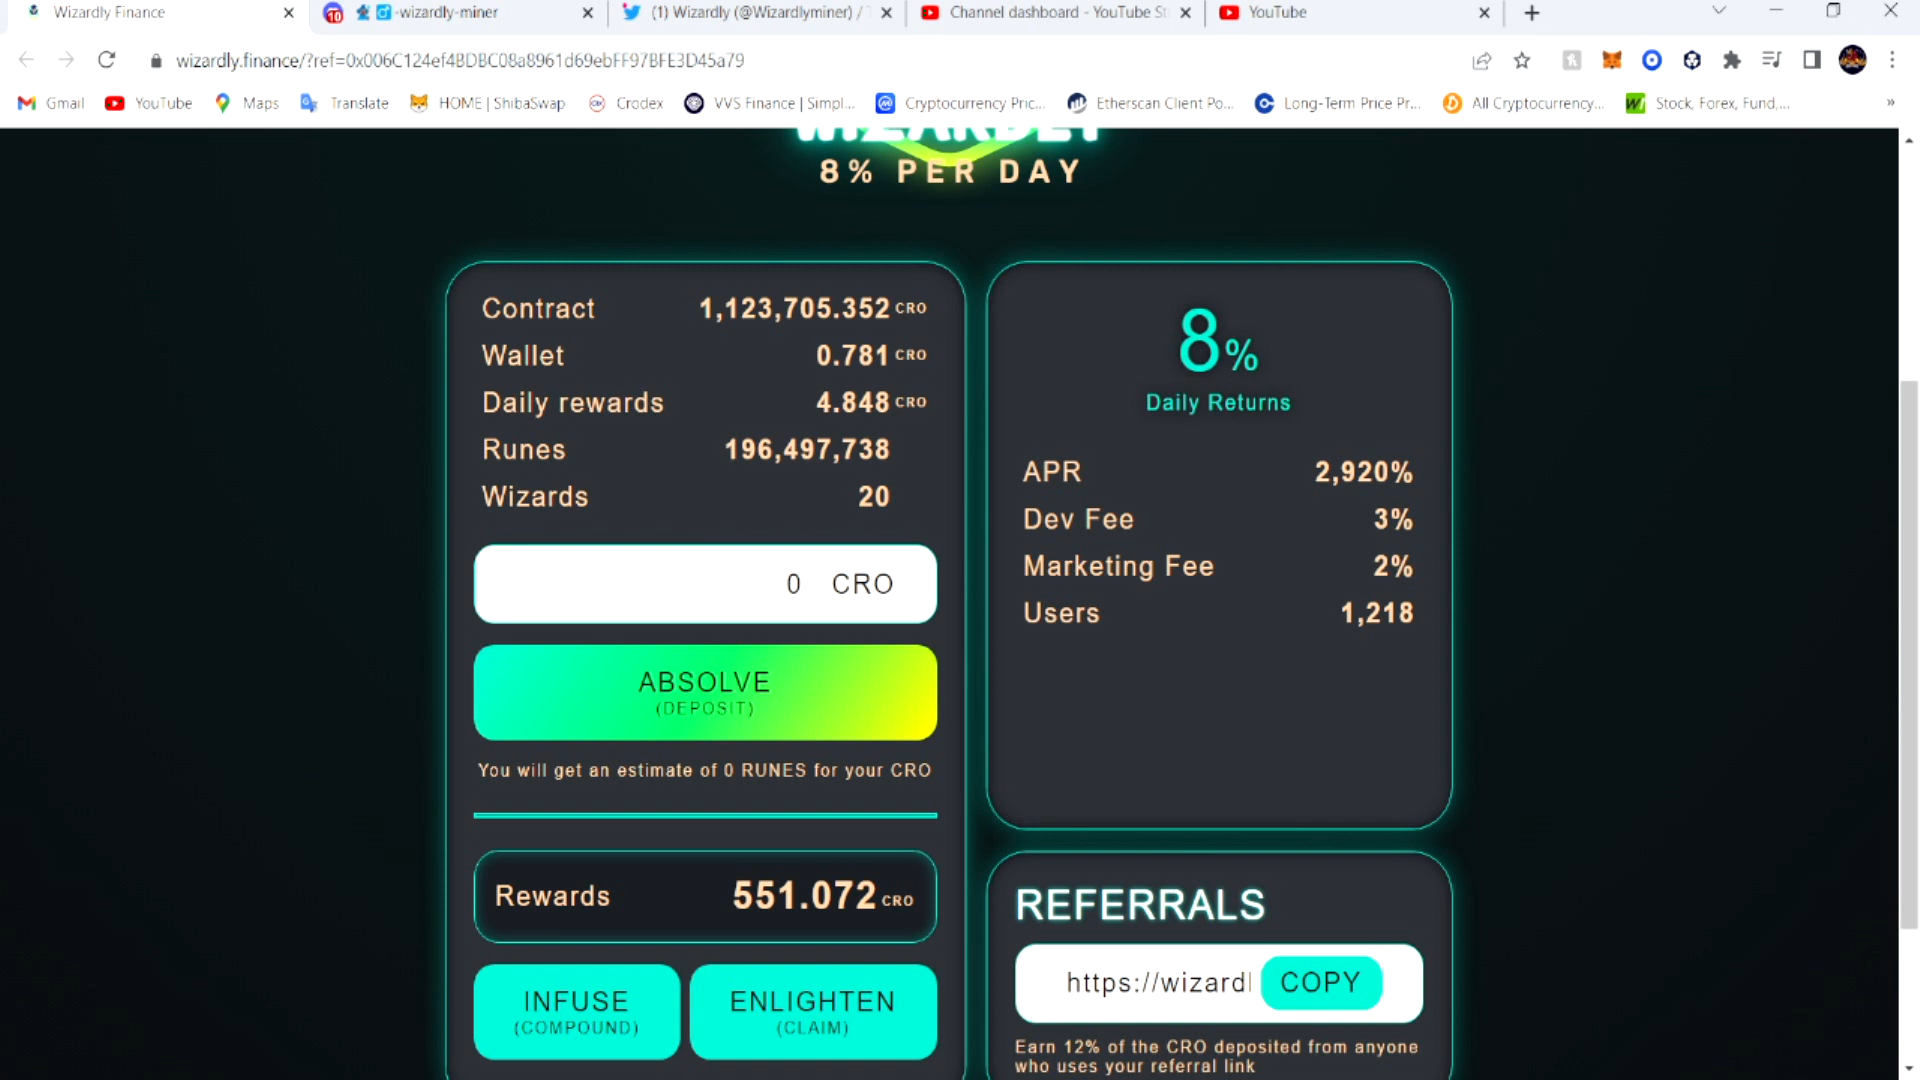 Wizardly Finance
10
-wizardly-miner
(1) Wizardly (@Wizardlyminer) /
Channel dashboard - YouTube St
YouTube
wizardly.finance/?ref=0x006C124ef4BDBC08a8961d69ebFF97BFE3D45a79
Gmail
YouTube
Maps
Translate
HOME | ShibaSwap
Crodex
VVS Finance | Simpl...
Cryptocurrency Pric...
Etherscan Client Po...
Long-Term Price Pr...
All Cryptocurrency...
Stock, Forex, Fund,...
8% PER DAY
Contract 1,123,705.352 CRO
Wallet 0.781 CRO
Daily rewards 4.848 CRO
Runes 196,497,738
Wizards 20
0 CRO
ABSOLVE
(DEPOSIT)
You will get an estimate of 0 RUNES for your CRO
Rewards 551.072 CRO
INFUSE
(COMPOUND)
ENLIGHTEN
(CLAIM)
8%
Daily Returns
APR 2,920%
Dev Fee 3%
Marketing Fee 2%
Users 1,218
REFERRALS
https://wizardl
COPY
Earn 12% of the CRO deposited from anyone
who uses your referral link